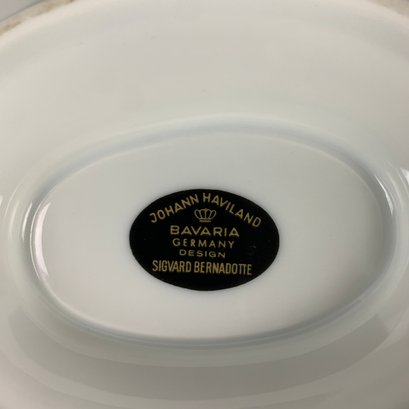 JOHANN HAVILAND
BAVARIA
GERMANY
DESIGN
SIGVARD BERNADOTTE